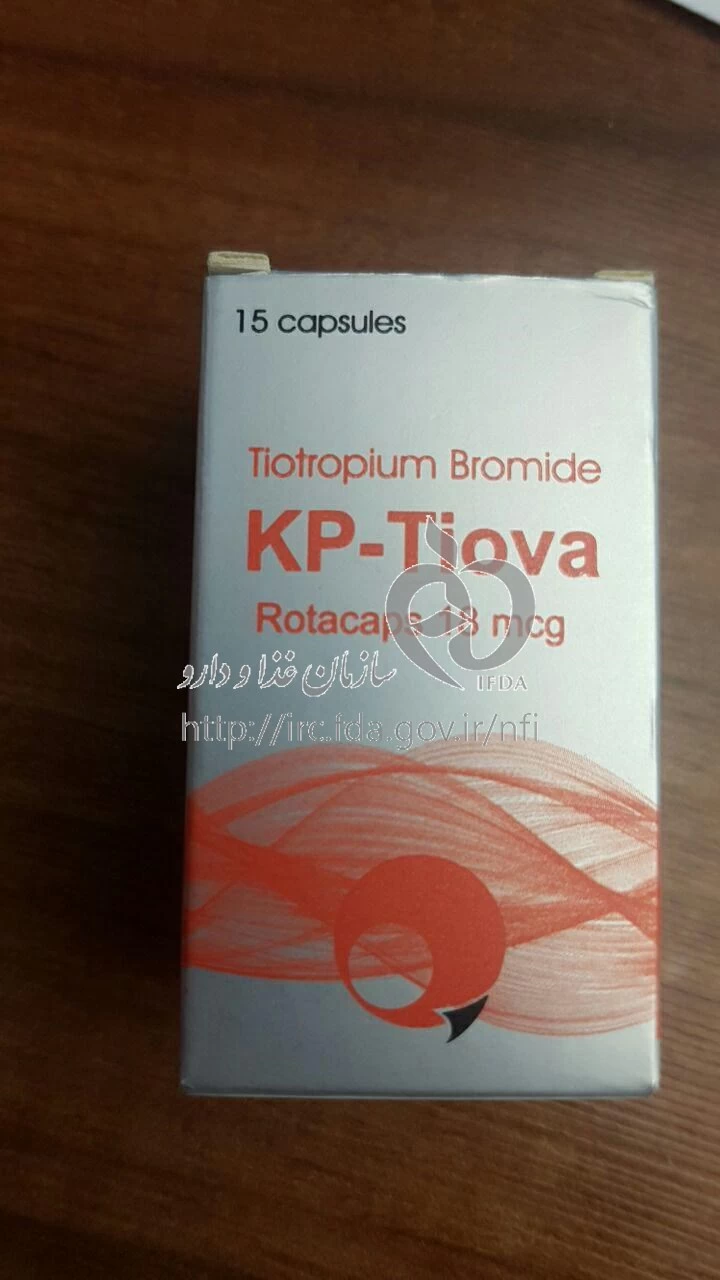 15 capsules
Tiotropium Bromide
KP-Tiova
Rotacaps 18 mcg
سازمان غذا و دارو
IFDA
http://irc.fda.gov.ir/nfi